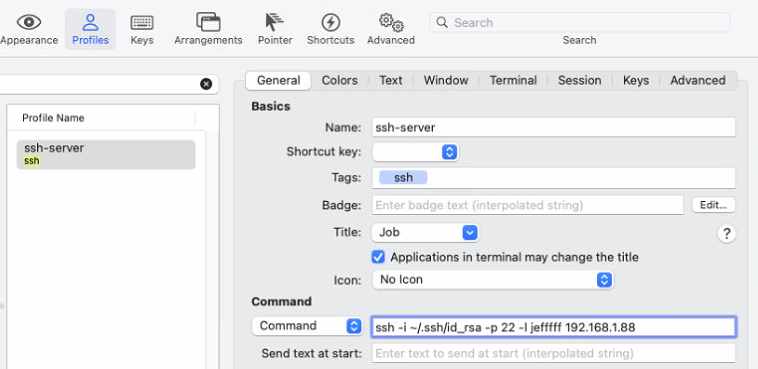 Appearance Profiles Keys Arrangements Pointer Shortcuts Advanced Search
Search
General Colors Text Window Terminal Session Keys Advanced
Basics
Profile Name
Name: ssh-server
ssh-server
ssh
Shortcut key:
Tags: ssh
Badge: Enter badge text (interpolated string) Edit...
Title: Job ?
Applications in terminal may change the title
Icon: No Icon
Command
Command ssh -i ~/.ssh/id_rsa -p 22 -l jefffff 192.168.1.88
Send text at start: Enter text to send at start (interpolated string)